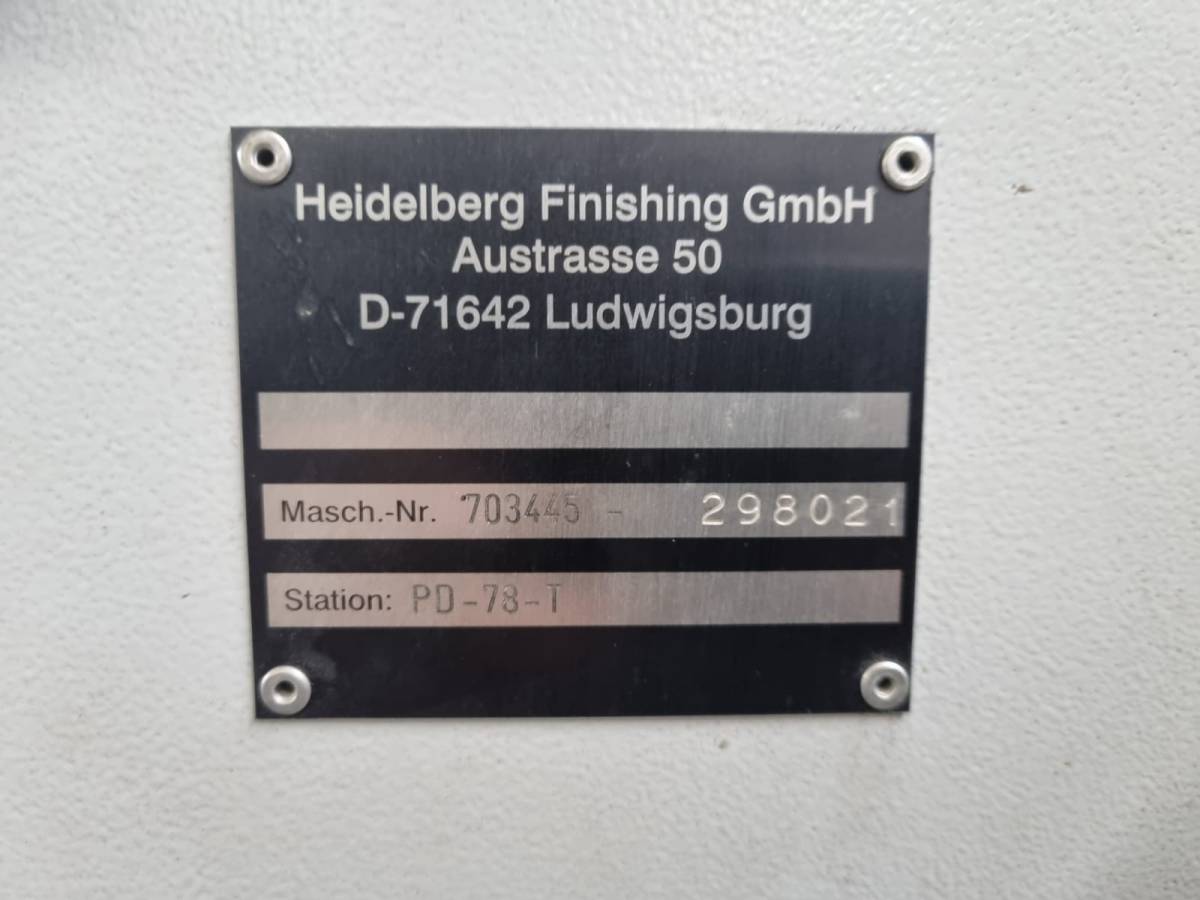 Heidelberg Finishing GmbH
Austrasse 50
D-71642 Ludwigsburg
Masch.-Nr. 703445 - 298021
Station: PD-78-T